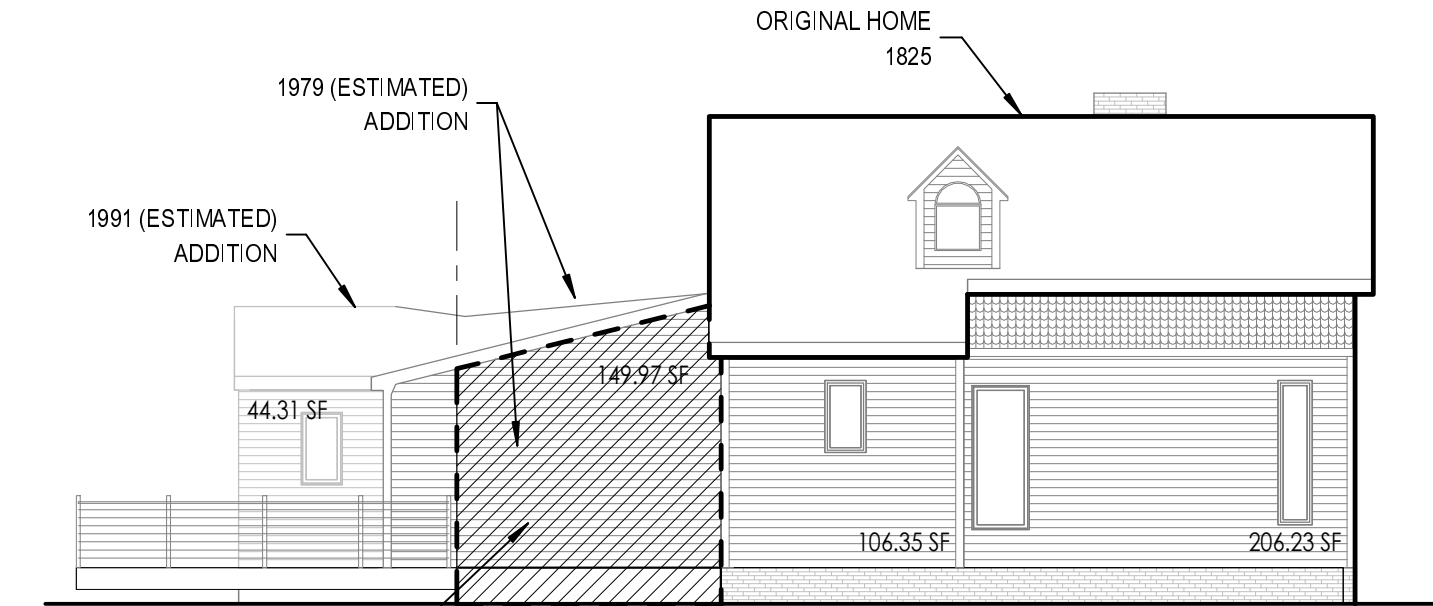 ORIGINAL HOME
1825
1979 (ESTIMATED)
ADDITION
1991 (ESTIMATED)
ADDITION
149.97 SF
44.31 SF
106.35 SF
206.23 SF